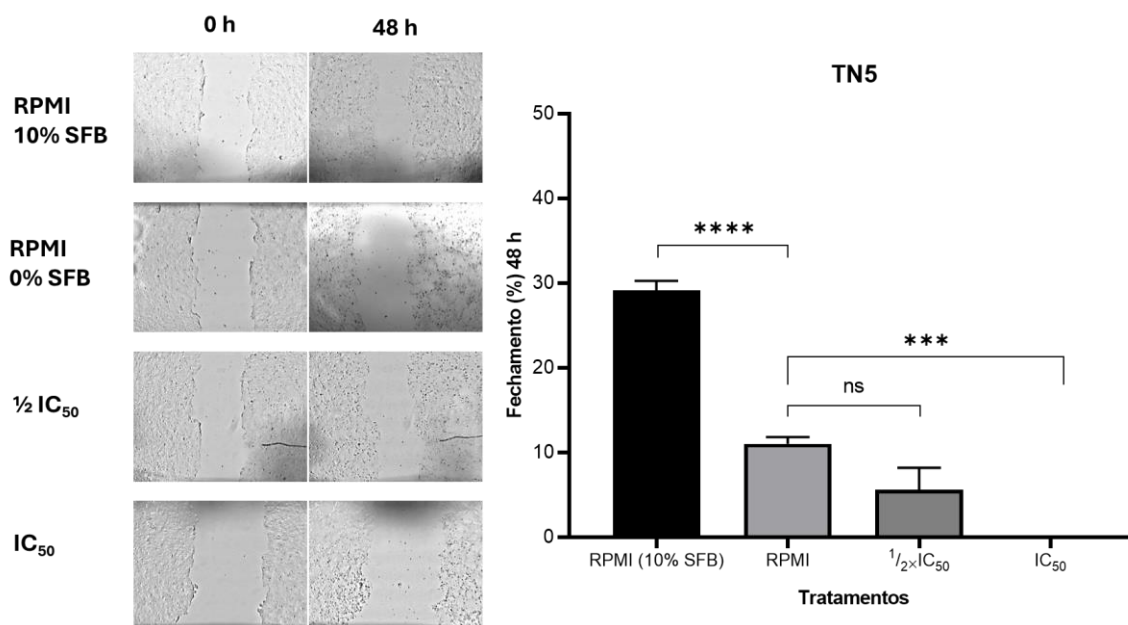 0 h
48 h
RPMI
10% SFB
RPMI
0% SFB
½ IC₅₀
IC₅₀
TN5
Fechamento (%) 48 h
50
40
30
20
10
0
****
***
ns
RPMI (10% SFB)
RPMI
¹/₂×IC₅₀
IC₅₀
Tratamentos